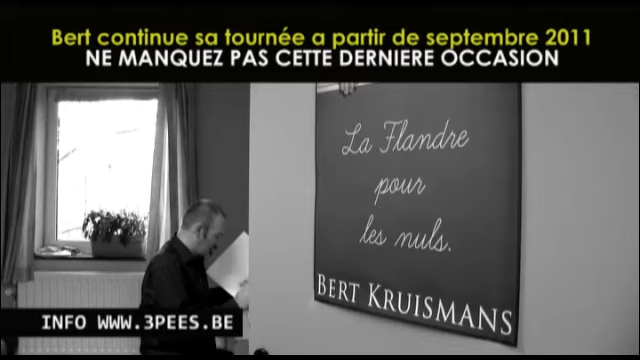 Bert continue sa tournée a partir de septembre 2011
NE MANQUEZ PAS CETTE DERNIERE OCCASION
La Flandre
pour
les nuls.
BERT KRUISMANS
INFO WWW.3PEES.BE